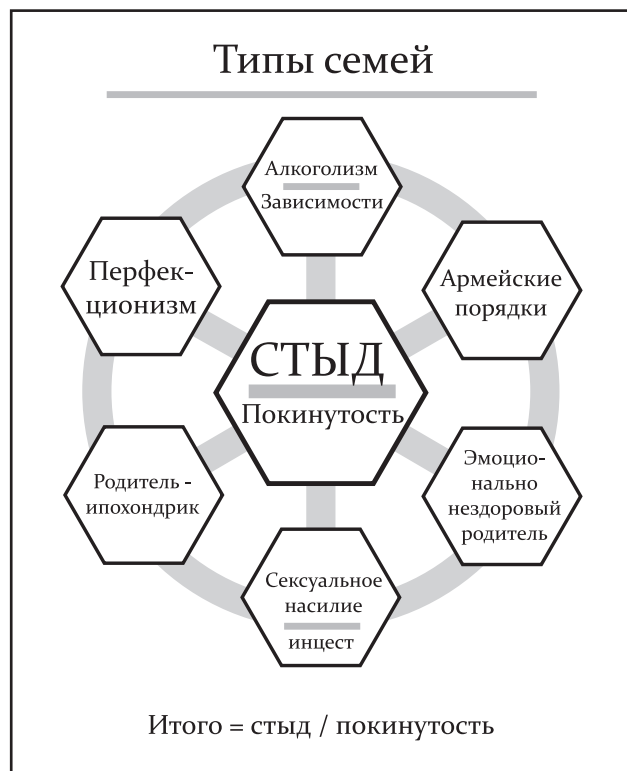 Типы семей
Алкоголизм
Зависимости
Перфек-
ционизм
Армейские
порядки
СТЫД
Покинутость
Родитель -
ипохондрик
Эмоцио-
нально
нездоровый
родитель
Сексуальное
насилие
инцест
Итого = стыд / покинутость